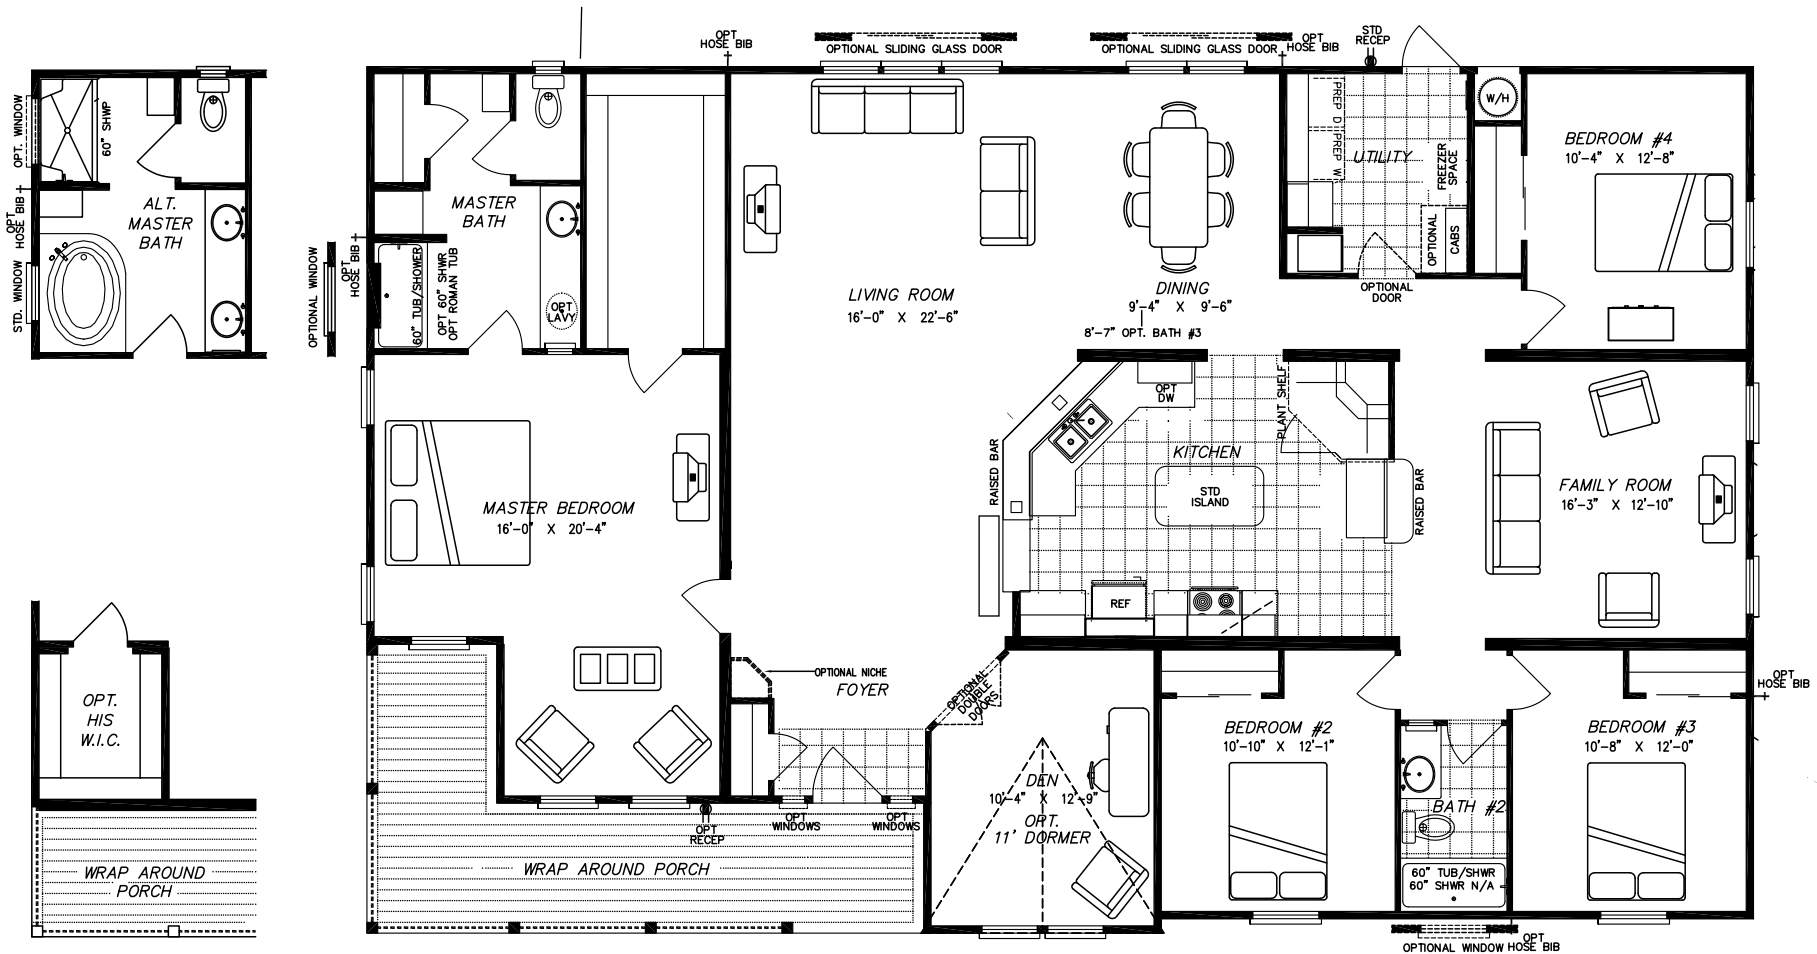 OPT
HOSE BIB
OPTIONAL SLIDING GLASS DOOR
OPTIONAL SLIDING GLASS DOOR
OPT
HOSE BIB
STD
RECEP
OPT. WINDOW
60" SHWP
STD. WINDOW
OPT
HOSE BIB
ALT.
MASTER
BATH
OPTIONAL WINDOW
OPT
HOSE BIB
MASTER
BATH
60" TUB/SHOWER
OPT 60" SHWR
OPT ROMAN TUB
OPT
LAVY
LIVING ROOM
16'-0" X 22'-6"
DINING
9'-4" X 9'-6"
8'-7" OPT. BATH #3
PREP D
PREP W
UTILITY
FREEZER
SPACE
OPTIONAL
CABS
OPTIONAL
DOOR
W/H
BEDROOM #4
10'-4" X 12'-8"
OPT
DW
PLANT SHELF
RAISED BAR
KITCHEN
STD
ISLAND
RAISED BAR
REF
FAMILY ROOM
16'-3" X 12'-10"
MASTER BEDROOM
16'-0" X 20'-4"
OPTIONAL NICHE
FOYER
OPTIONAL
DOUBLE
DOORS
OPT.
HIS
W.I.C.
BEDROOM #2
10'-10" X 12'-1"
BEDROOM #3
10'-8" X 12'-0"
OPT
HOSE BIB
DEN
10'-4" X 12'-9"
OPT.
11' DORMER
BATH #2
OPT
RECEP
OPT
WINDOWS
OPT
WINDOWS
WRAP AROUND
PORCH
WRAP AROUND PORCH
60" TUB/SHWR
60" SHWR N/A
OPTIONAL WINDOW
OPT
HOSE BIB